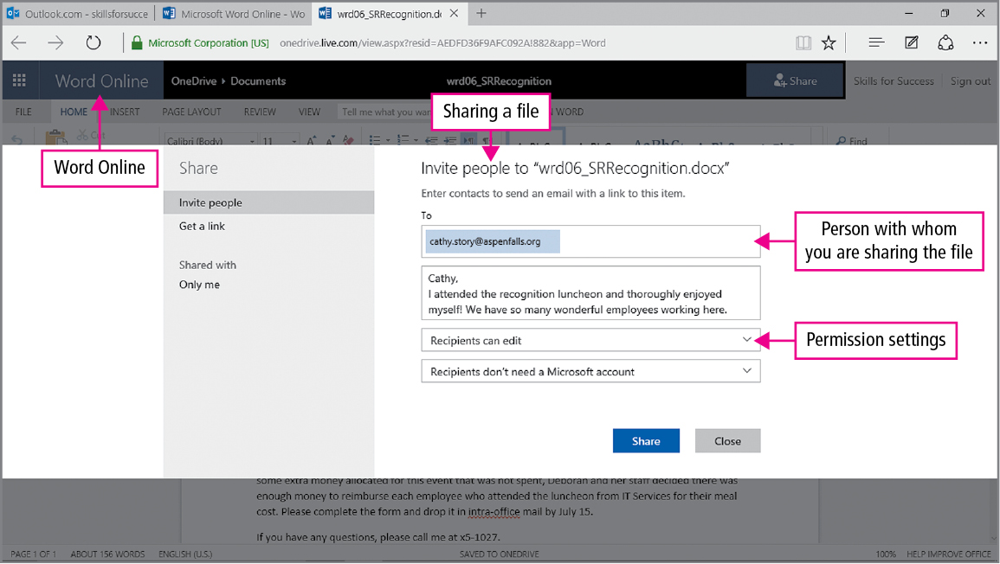 Outlook.com - skillsforsucce
Microsoft Word Online - Wo
wrd06_SRRecognition.do
Microsoft Corporation [US] onedrive.live.com/view.aspx?resid=AEDFD36F9AFC092A!882&app=Word
Word Online
OneDrive Documents
wrd06_SRRecognition
Share
Skills for Success
Sign out
FILE HOME INSERT PAGE LAYOUT REVIEW VIEW Tell me what you wan WORD
Sharing a file
Cut Calibri (Body) 11 Find
Word Online
Share
Invite people
Get a link
Shared with
Only me
Invite people to “wrd06_SRRecognition.docx”
Enter contacts to send an email with a link to this item.
To
cathy.story@aspenfalls.org
Person with whom
you are sharing the file
Cathy,
I attended the recognition luncheon and thoroughly enjoyed
myself! We have so many wonderful employees working here.
Recipients can edit
Permission settings
Recipients don’t need a Microsoft account
Share
Close
some extra money allocated for this event that was not spent, Deborah and her staff decided there was
enough money to reimburse each employee who attended the luncheon from IT Services for their meal
cost. Please complete the form and drop it in intra-office mail by July 15.
If you have any questions, please call me at x5-1027.
PAGE 1 OF 1 ABOUT 156 WORDS ENGLISH (U.S.) SAVED TO ONEDRIVE 100% HELP IMPROVE OFFICE